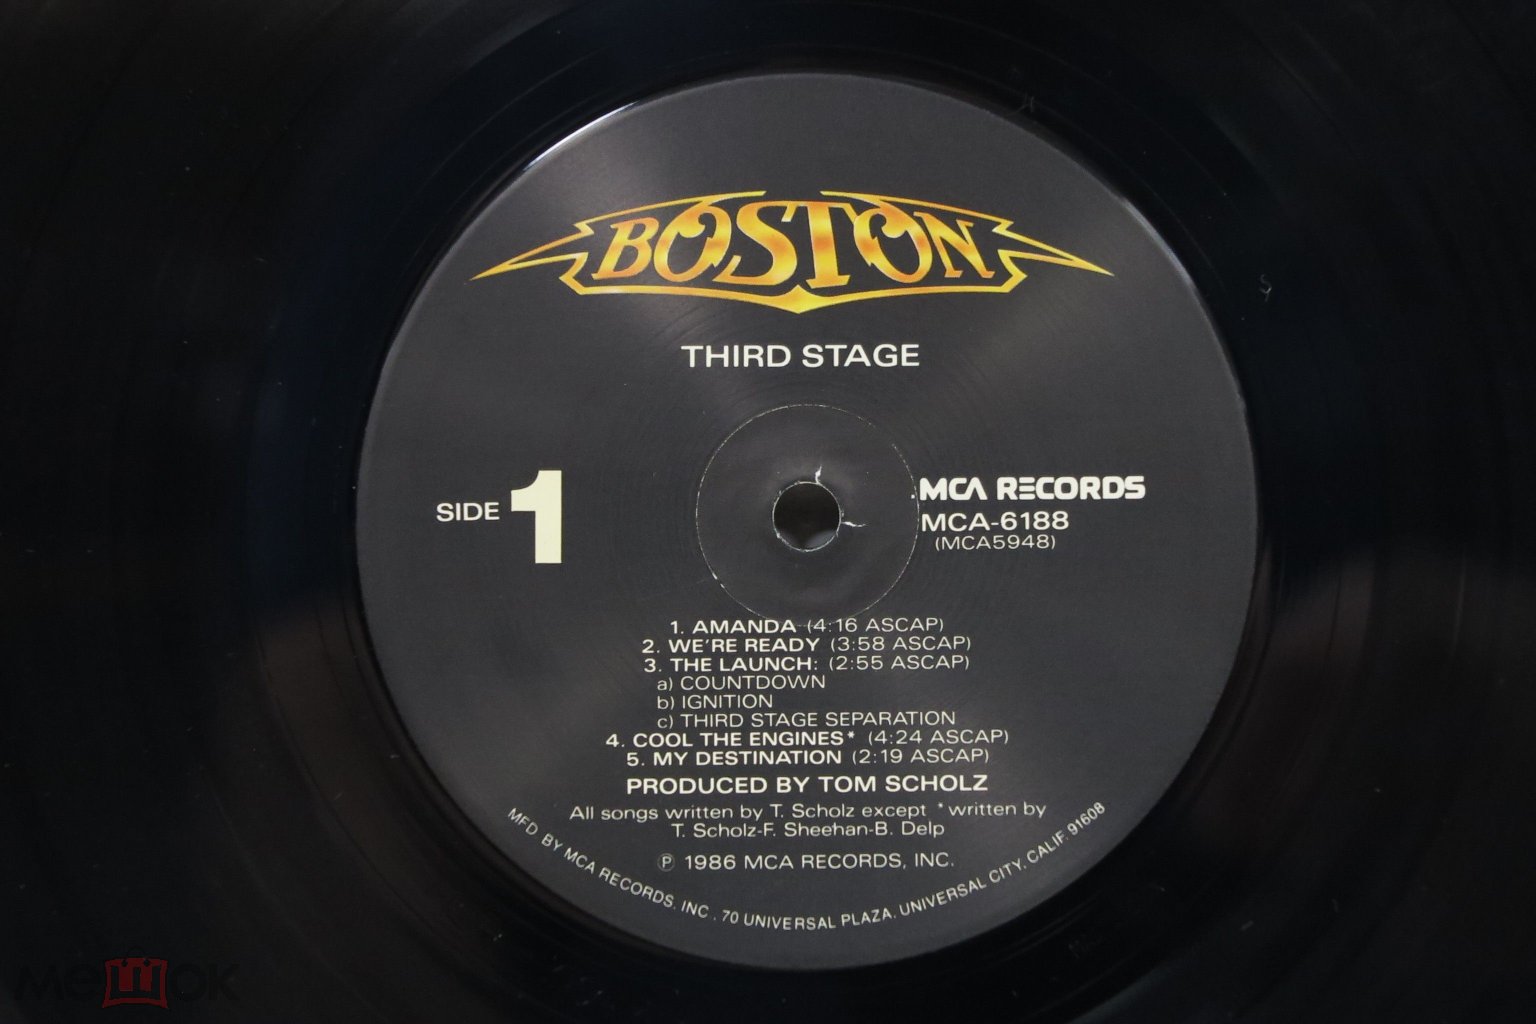 BOSTON
THIRD STAGE
SIDE 1
MCA RECORDS
MCA-6188
(MCA5948)
1. AMANDA (4:16 ASCAP)
2. WE'RE READY (3:58 ASCAP)
3. THE LAUNCH: (2:55 ASCAP)
a) COUNTDOWN
b) IGNITION
c) THIRD STAGE SEPARATION
4. COOL THE ENGINES* (4:24 ASCAP)
5. MY DESTINATION (2:19 ASCAP)
PRODUCED BY TOM SCHOLZ
All songs written by T. Scholz except *written by
T. Scholz-F. Sheehan-B. Delp
Ⓟ 1986 MCA RECORDS, INC.
MFD BY MCA RECORDS, INC., 70 UNIVERSAL PLAZA, UNIVERSAL CITY, CALIF. 91608
мешок